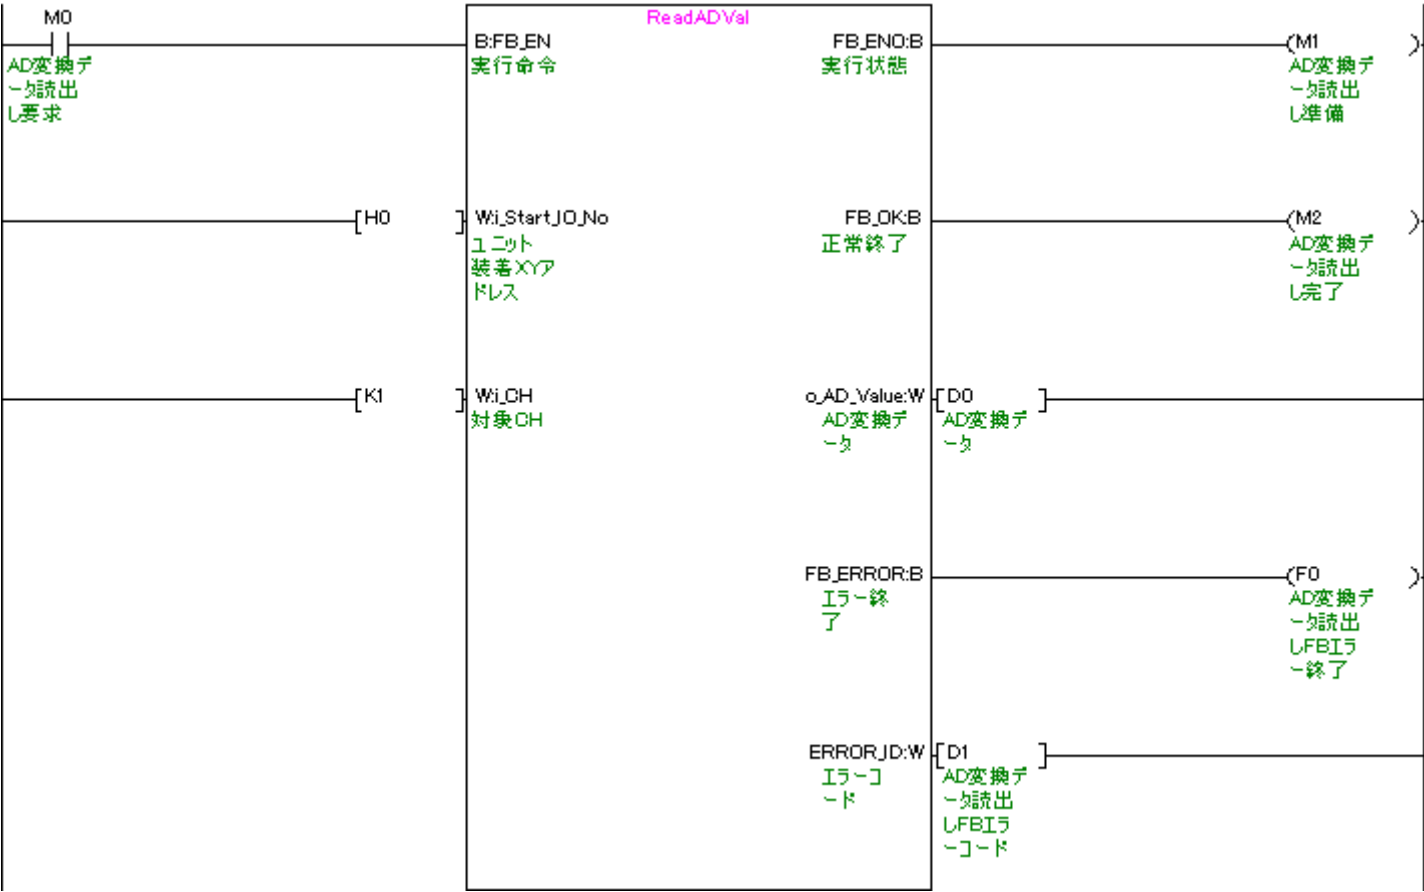 M0
AD変換デ
ータ読出
し要求
ReadADVal
B:FB_EN
実行命令
FB_ENO:B
実行状態
M1
AD変換デ
ータ読出
し準備
H0
W:i_Start_IO_No
ユニット
装着XYア
ドレス
FB_OK:B
正常終了
M2
AD変換デ
ータ読出
し完了
K1
W:i_CH
対象CH
o_AD_Value:W
AD変換デ
ータ
D0
AD変換デ
ータ
FB_ERROR:B
エラー終
了
F0
AD変換デ
ータ読出
しFBエラ
ー終了
ERROR_ID:W
エラーコ
ード
D1
AD変換デ
ータ読出
しFBエラ
ーコード